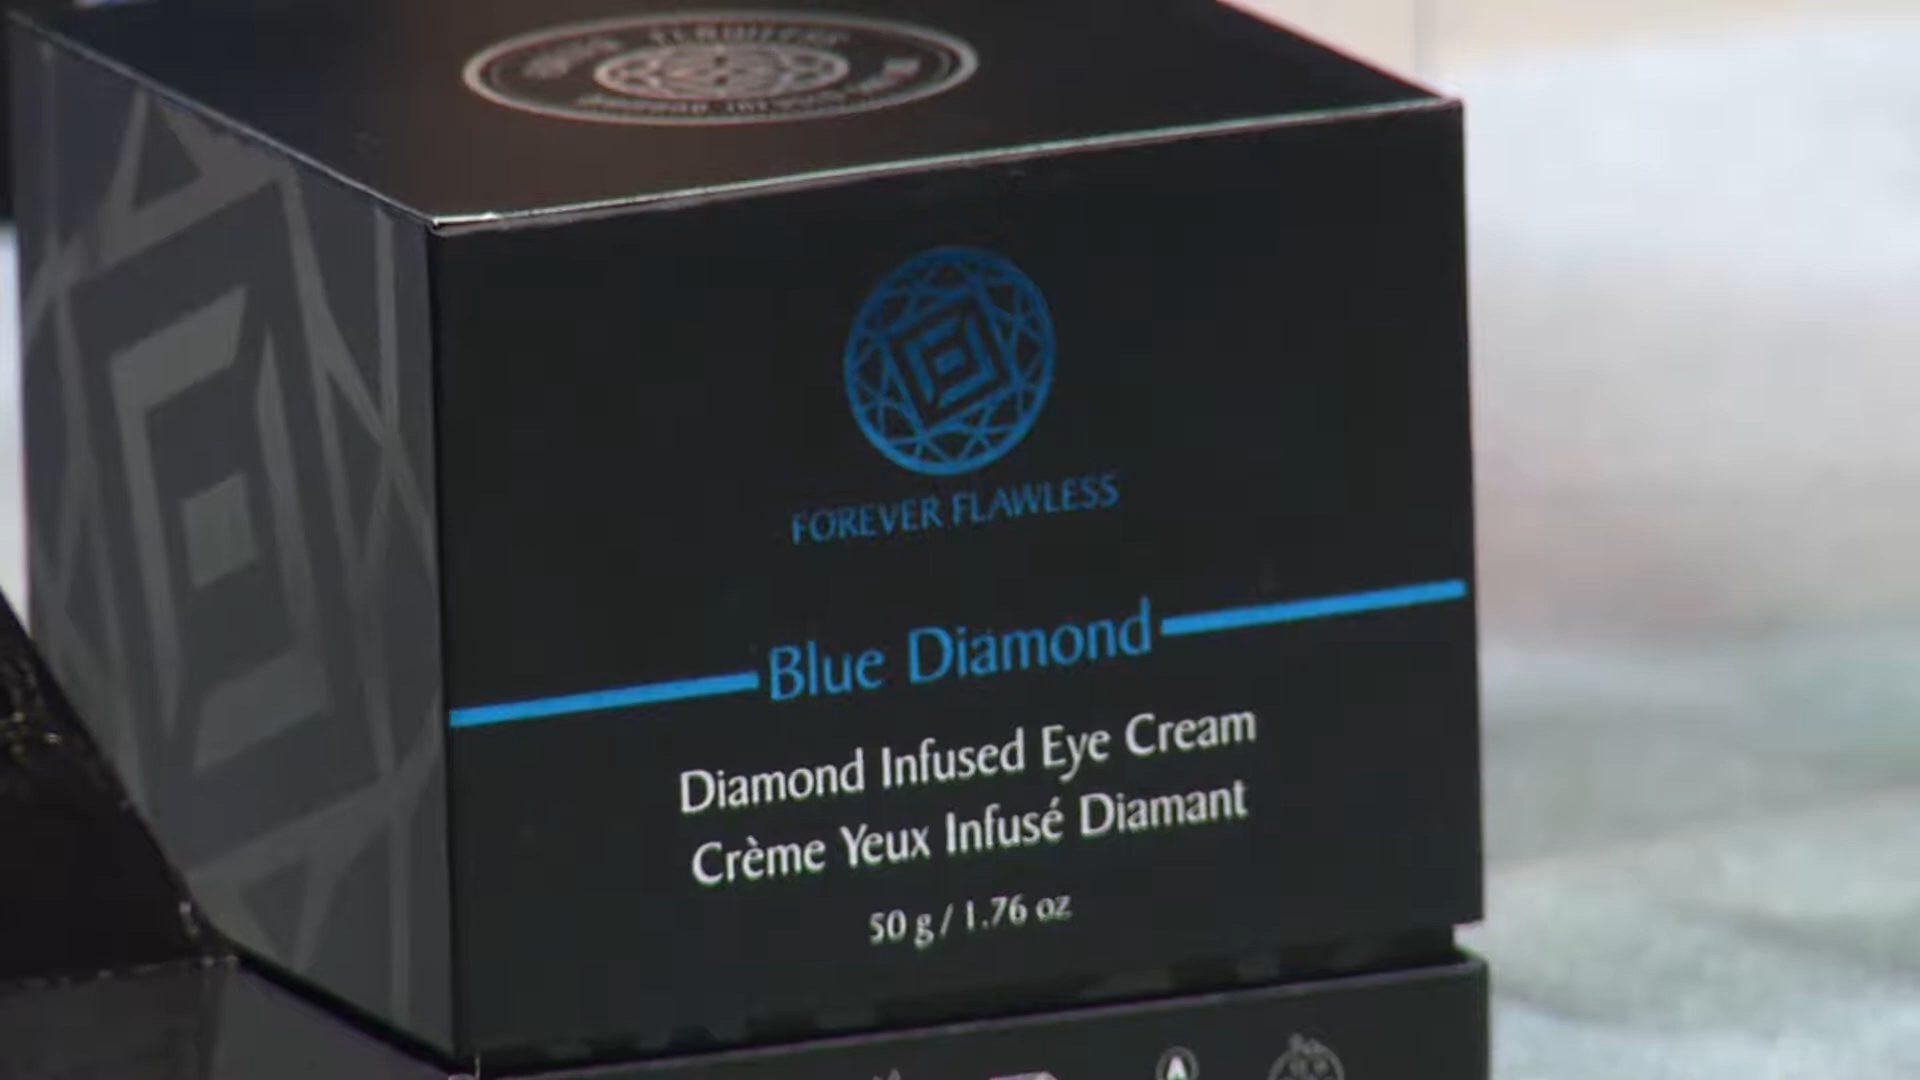 FOREVER FLAWLESS
Blue Diamond
Diamond Infused Eye Cream
Crème Yeux Infusé Diamant
50 g / 1.76 oz